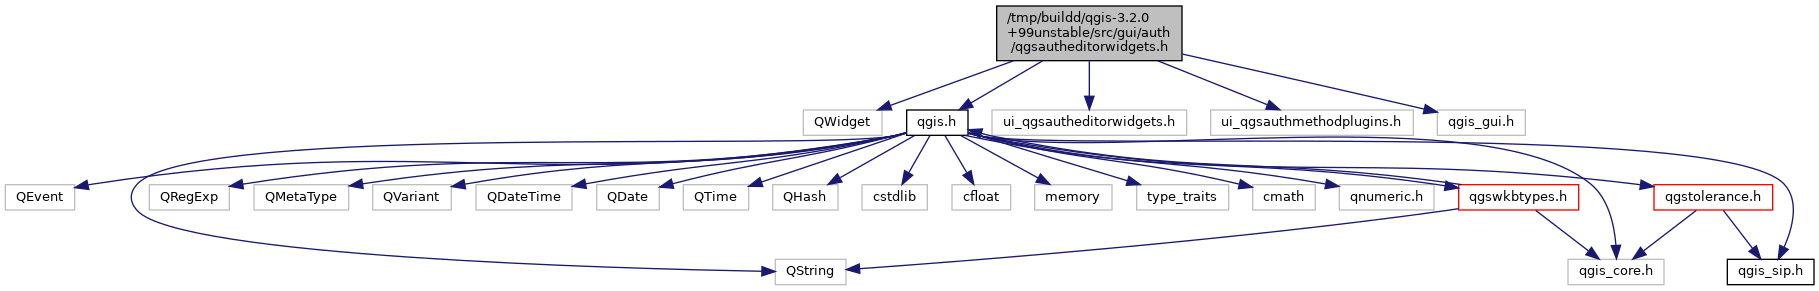 /tmp/buildd/qgis-3.2.0
+99unstable/src/gui/auth
/qgsautheditorwidgets.h
QWidget
qgis.h
ui_qgsautheditorwidgets.h
ui_qgsauthmethodplugins.h
qgis_gui.h
QEvent
QRegExp
QMetaType
QVariant
QDateTime
QDate
QTime
QHash
cstdlib
cfloat
memory
type_traits
cmath
qnumeric.h
qgswkbtypes.h
qgstolerance.h
QString
qgis_core.h
qgis_sip.h